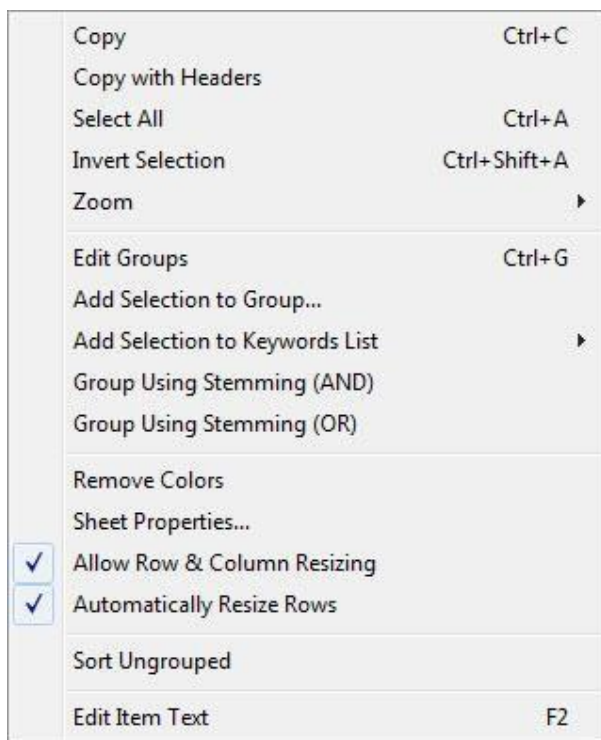 Copy Ctrl+C
Copy with Headers
Select All Ctrl+A
Invert Selection Ctrl+Shift+A
Zoom
Edit Groups Ctrl+G
Add Selection to Group...
Add Selection to Keywords List
Group Using Stemming (AND)
Group Using Stemming (OR)
Remove Colors
Sheet Properties...
Allow Row & Column Resizing
Automatically Resize Rows
Sort Ungrouped
Edit Item Text F2